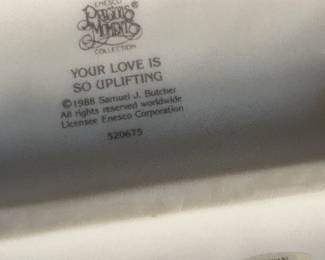 ENESCO
Precious
Moments®
COLLECTION
YOUR LOVE IS
SO UPLIFTING
©1988 Samuel J. Butcher
All rights reserved worldwide
Licensee Enesco Corporation
520675